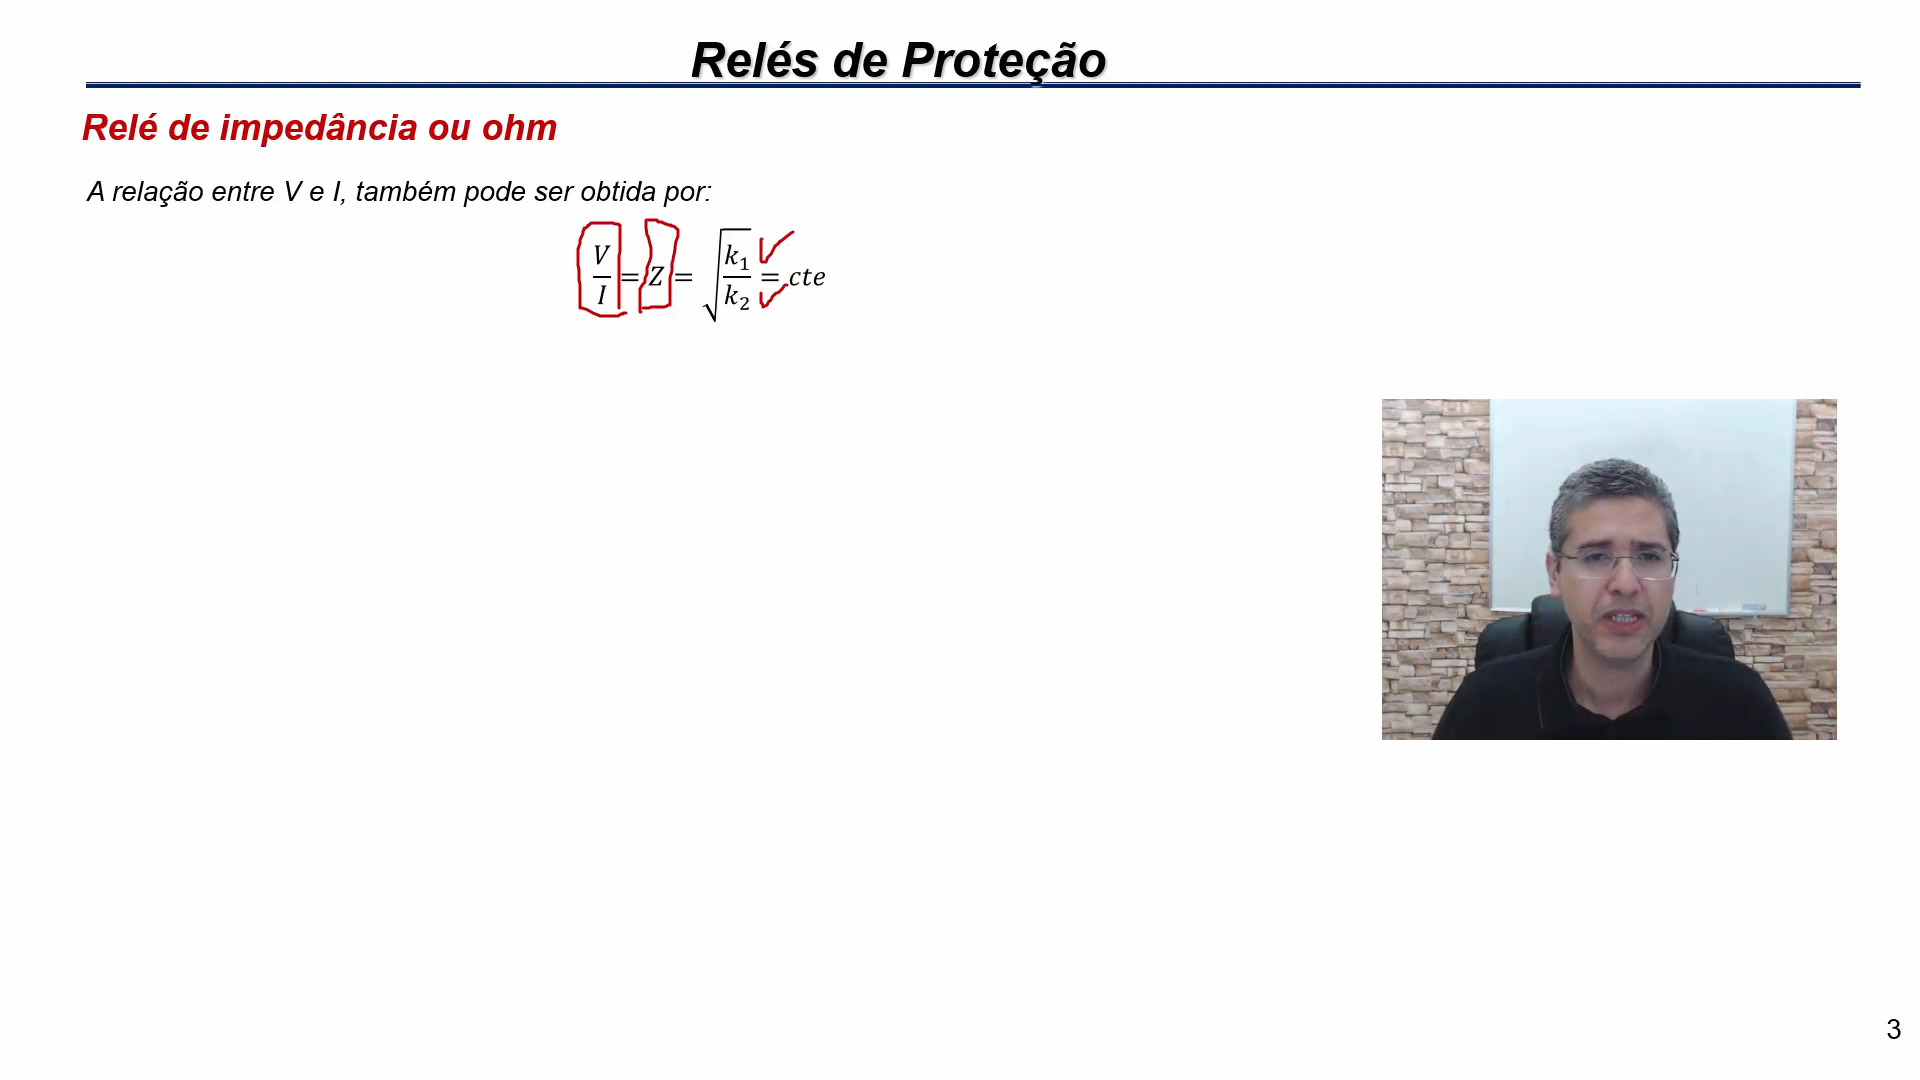 Relés de Proteção
Relé de impedância ou ohm
A relação entre V e I, também pode ser obtida por:
V/I = Z = √(k₁/k₂) = cte
3